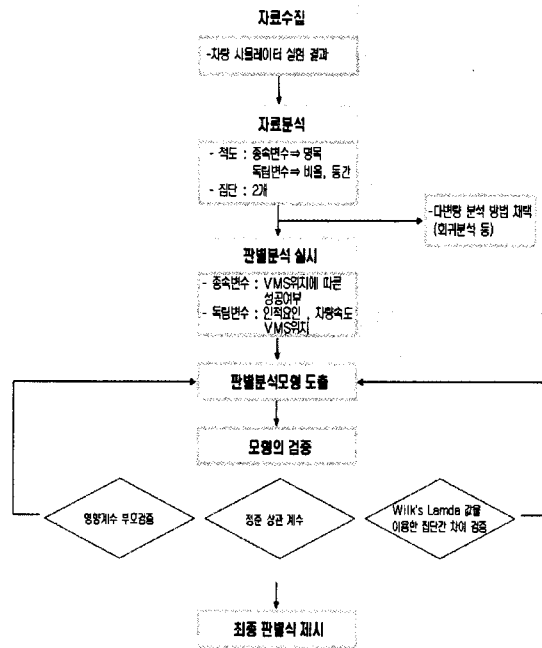 자료수집
-차량 시뮬레이터 실험 결과
자료분석
- 척도 : 종속변수⇒ 명목
독립변수⇒ 비율, 등간
- 집단 : 2개
-다변량 분석 방법 채택
(회귀분석 등)
판별분석 실시
- 종속변수 : VMS위치에 따른
성공여부
- 독립변수 : 인적요인 , 차량속도
VMS위치
판별분석모형 도출
모형의 검증
영향계수 부호검증
정준 상관 계수
Wilk's Lamda 값을
이용한 집단간 차이 검증
최종 판별식 제시